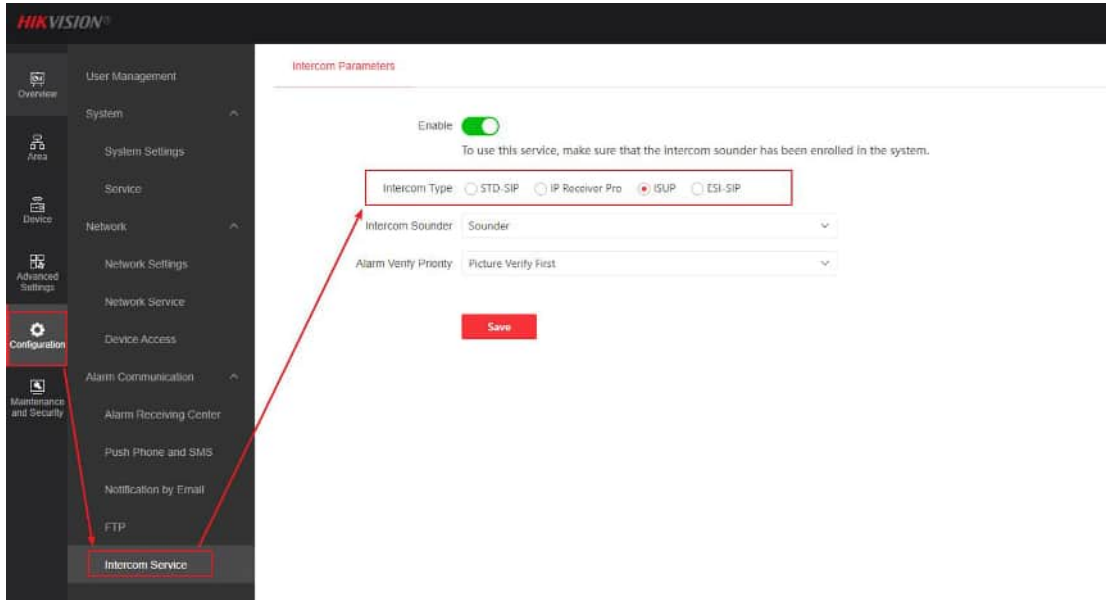 HIKVISION®
Overview
Area
Device
Advanced
Settings
Configuration
Maintenance
and Security
User Management
System
System Settings
Service
Network
Network Settings
Network Service
Device Access
Alarm Communication
Alarm Receiving Center
Push Phone and SMS
Notification by Email
FTP
Intercom Service
Intercom Parameters
Enable
To use this service, make sure that the intercom sounder has been enrolled in the system.
Intercom Type STD-SIP IP Receiver Pro ISUP ESI-SIP
Intercom Sounder Sounder
Alarm Verify Priority Picture Verify First
Save